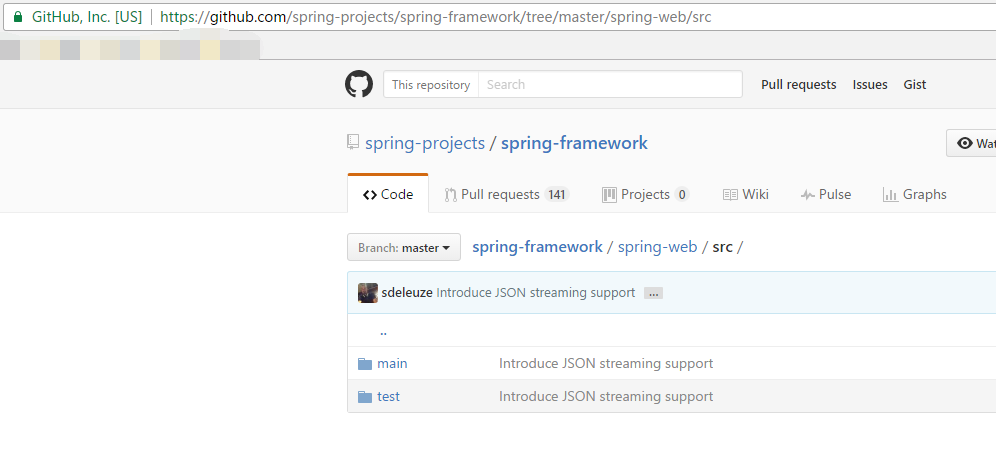 GitHub, Inc. [US] | https://github.com/spring-projects/spring-framework/tree/master/spring-web/src
This repository Search Pull requests Issues Gist
spring-projects / spring-framework
Code Pull requests 141 Projects 0 Wiki Pulse Graphs
Branch: master spring-framework / spring-web / src /
sdeleuze Introduce JSON streaming support ...
..
main Introduce JSON streaming support
test Introduce JSON streaming support